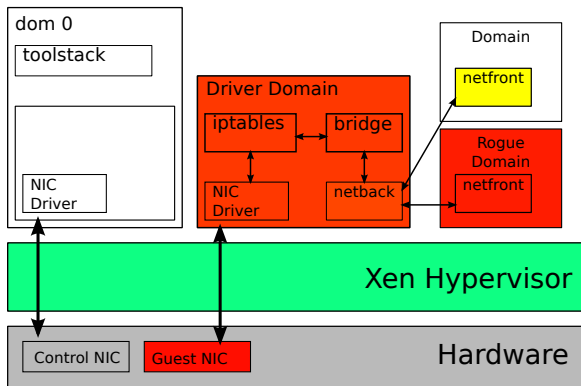 dom 0
toolstack
NIC
Driver
Driver Domain
iptables
bridge
NIC
Driver
netback
Domain
netfront
Rogue
Domain
netfront
Xen Hypervisor
Control NIC
Guest NIC
Hardware